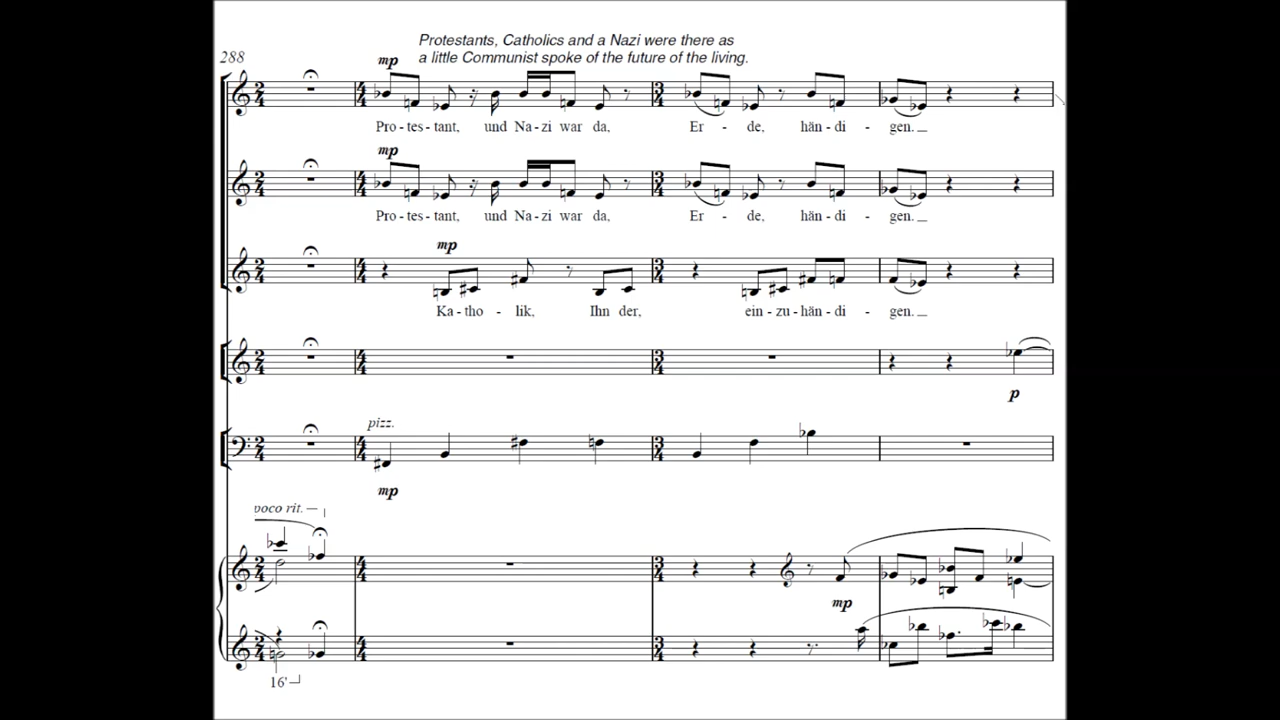 Protestants, Catholics and a Nazi were there as
a little Communist spoke of the future of the living.
288
mp
Pro - tes - tant, und Na - zi war da, Er - de, hän - di - gen.
mp
Pro - tes - tant, und Na - zi war da, Er - de, hän - di - gen.
mp
Ka - tho - lik, Ihn der, ein - zu - hän - di - gen.
p
pizz.
mp
poco rit.
mp
16'